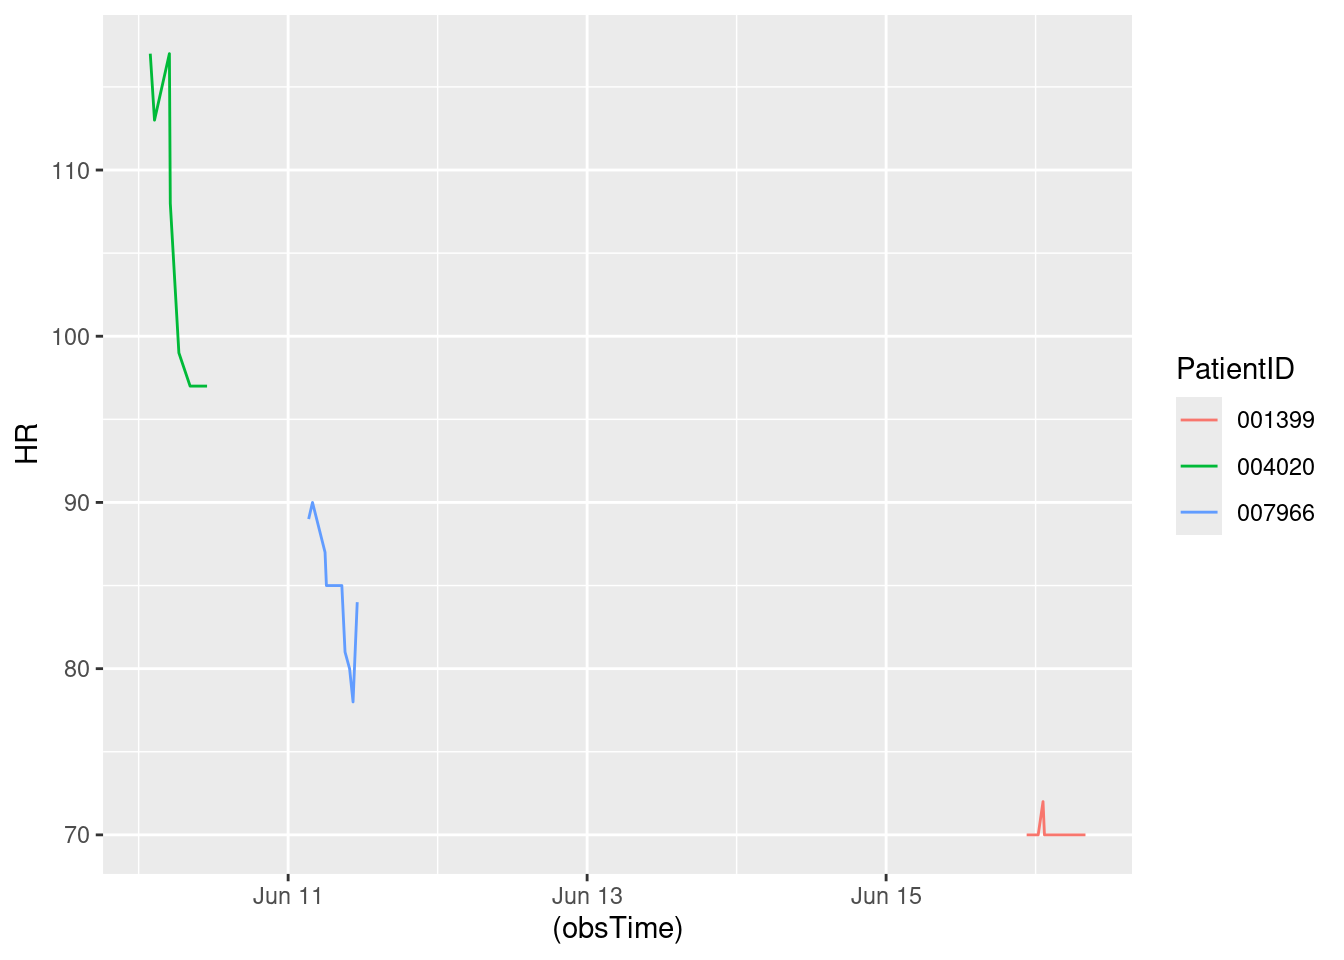 HR
110
100
90
80
70
Jun 11
Jun 13
Jun 15
(obsTime)
PatientID
001399
004020
007966